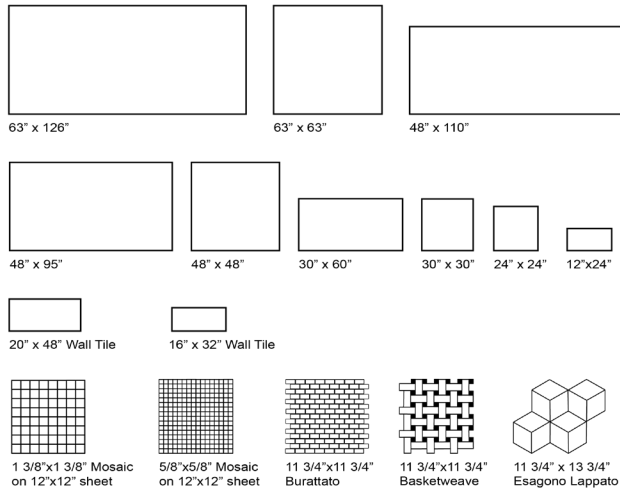 63” x 126”
63” x 63”
48” x 110”
48” x 95”
48” x 48”
30” x 60”
30” x 30”
24” x 24”
12”x24”
20” x 48” Wall Tile
16” x 32” Wall Tile
1 3/8”x1 3/8” Mosaic
on 12”x12” sheet
5/8”x5/8” Mosaic
on 12”x12” sheet
11 3/4”x11 3/4”
Burattato
11 3/4”x11 3/4”
Basketweave
11 3/4” x 13 3/4”
Esagono Lappato